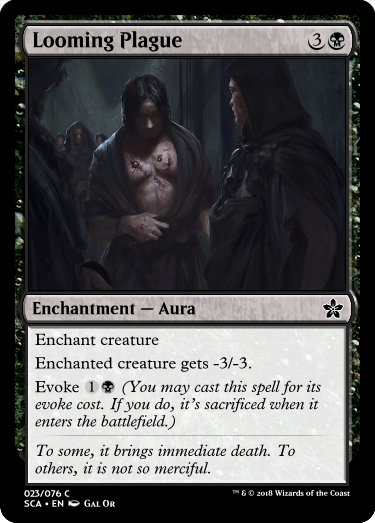 Looming Plague 3
Enchantment — Aura
Enchant creature
Enchanted creature gets -3/-3.
Evoke 1 (You may cast this spell for its
evoke cost. If you do, it's sacrificed when it
enters the battlefield.)
To some, it brings immediate death. To
others, it is not so merciful.
023/076 C
SCA • EN Gal Or
™ & © 2018 Wizards of the Coast